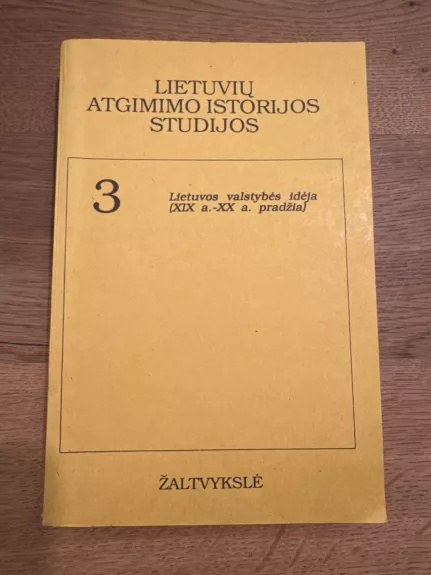 LIETUVIŲ
ATGIMIMO ISTORIJOS
STUDIJOS
3
Lietuvos valstybės idėja
(XIX a.-XX a. pradžia)
ŽALTVYKSLĖ